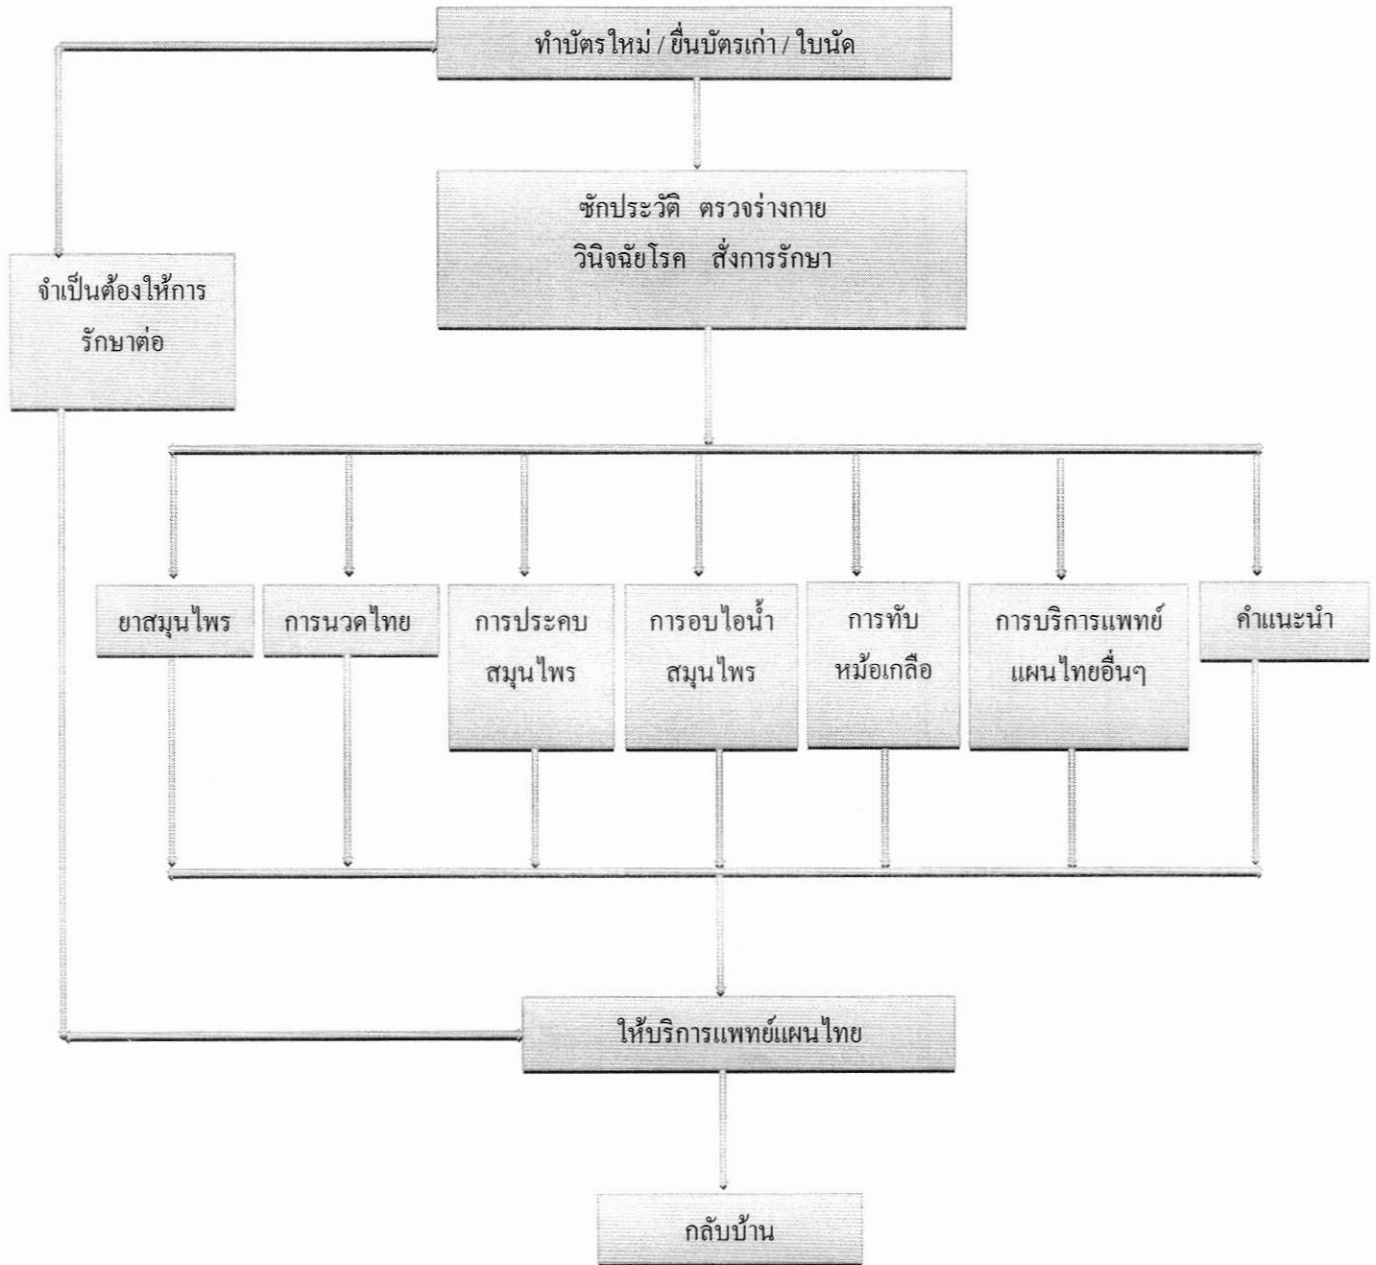 ทำบัตรใหม่ / ยื่นบัตรเก่า / ใบนัด
ซักประวัติ ตรวจร่างกาย
วินิจฉัยโรค สั่งการรักษา
จำเป็นต้องให้การ
รักษาต่อ
ยาสมุนไพร
การนวดไทย
การประคบ
สมุนไพร
การอบไอน้ำ
สมุนไพร
การทับ
หม้อเกลือ
การบริการแพทย์
แผนไทยอื่นๆ
คำแนะนำ
ให้บริการแพทย์แผนไทย
กลับบ้าน